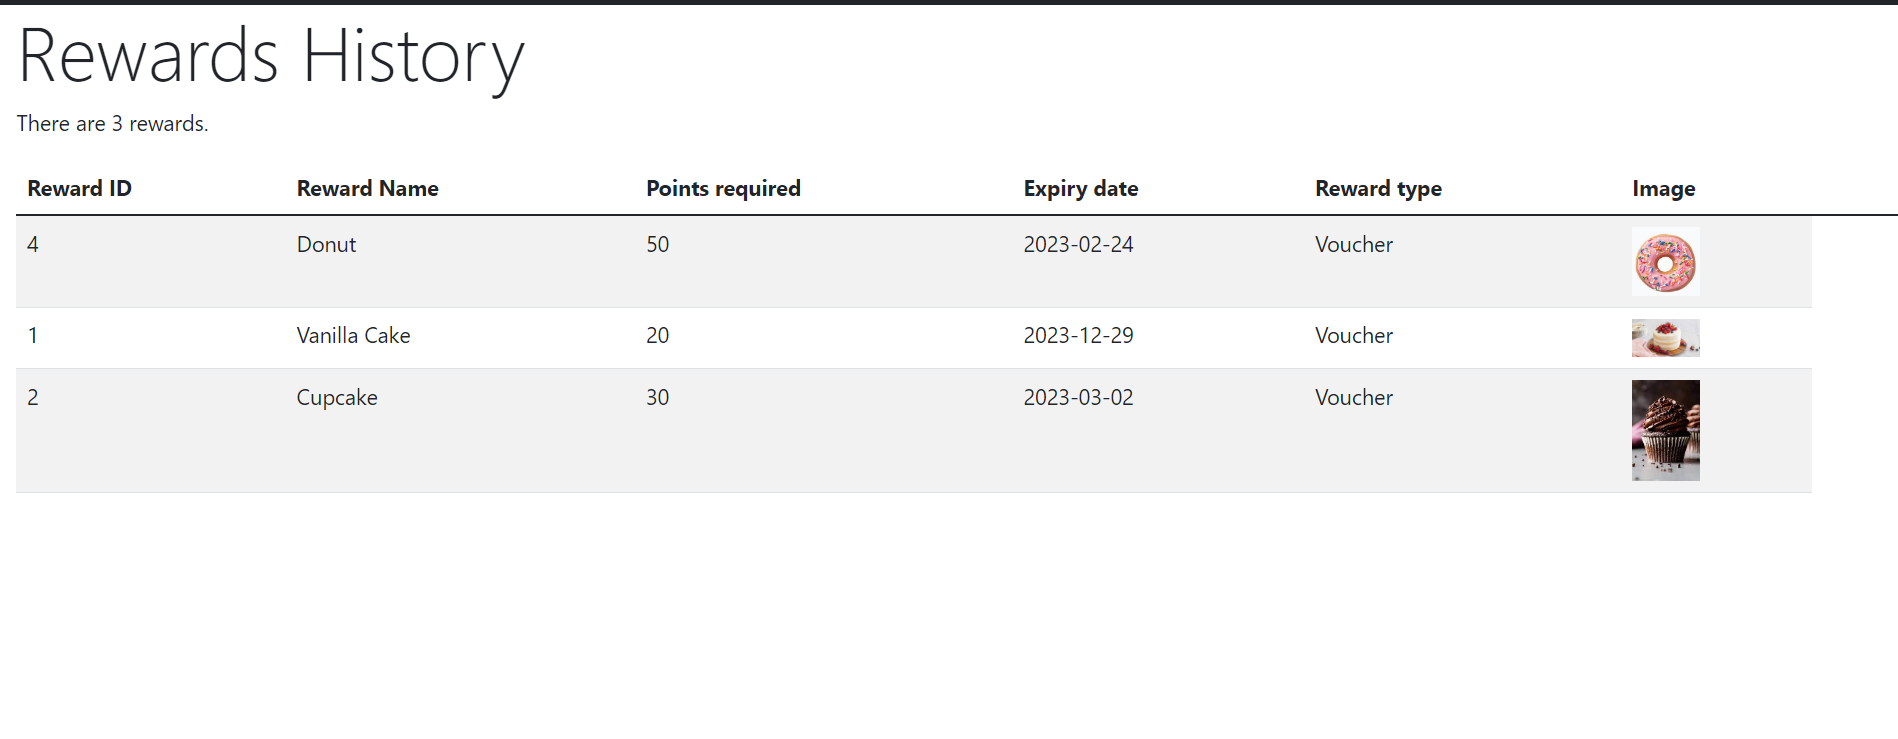 Rewards History
There are 3 rewards.
Reward ID Reward Name Points required Expiry date Reward type Image
4 Donut 50 2023-02-24 Voucher
1 Vanilla Cake 20 2023-12-29 Voucher
2 Cupcake 30 2023-03-02 Voucher